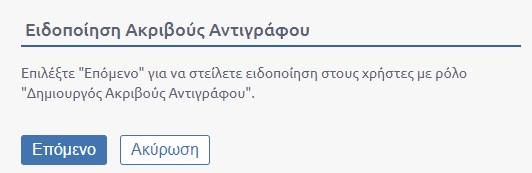 Ειδοποίηση Ακριβούς Αντιγράφου
Επιλέξτε "Επόμενο" για να στείλετε ειδοποίηση στους χρήστες με ρόλο
"Δημιουργός Ακριβούς Αντιγράφου".
Επόμενο Ακύρωση